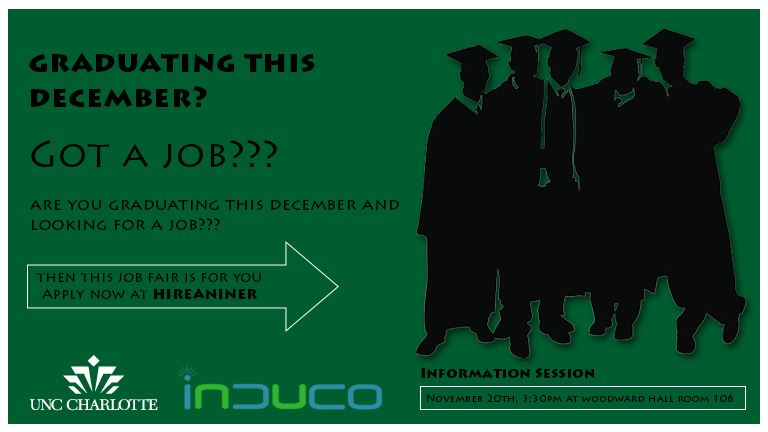 GRADUATING THIS
DECEMBER?
GOT A JOB???
ARE YOU GRADUATING THIS DECEMBER AND
LOOKING FOR A JOB???
THEN THIS JOB FAIR IS FOR YOU
APPLY NOW AT HIREANINER
UNC CHARLOTTE
INDUCO
INFORMATION SESSION
NOVEMBER 20TH, 3:30PM AT WOODWARD HALL ROOM 106